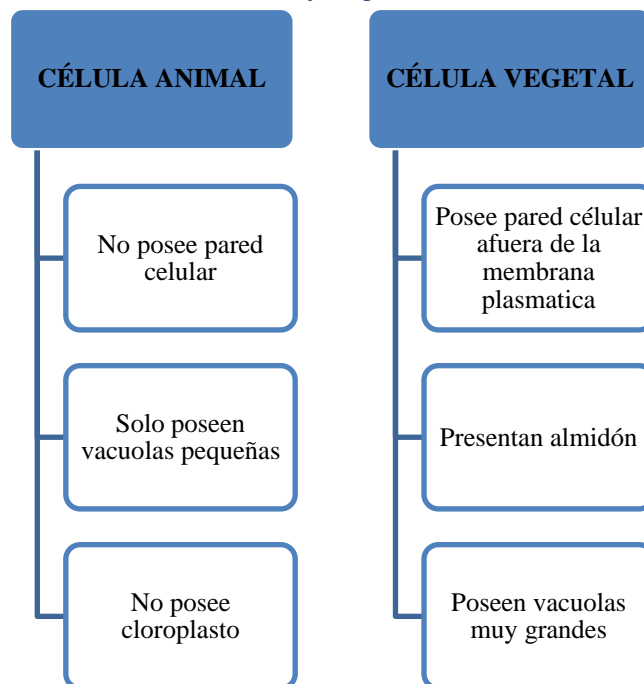 CÉLULA ANIMAL
No posee pared
celular
Solo poseen
vacuolas pequeñas
No posee
cloroplasto
CÉLULA VEGETAL
Posee pared célular
afuera de la
membrana
plasmatica
Presentan almidón
Poseen vacuolas
muy grandes